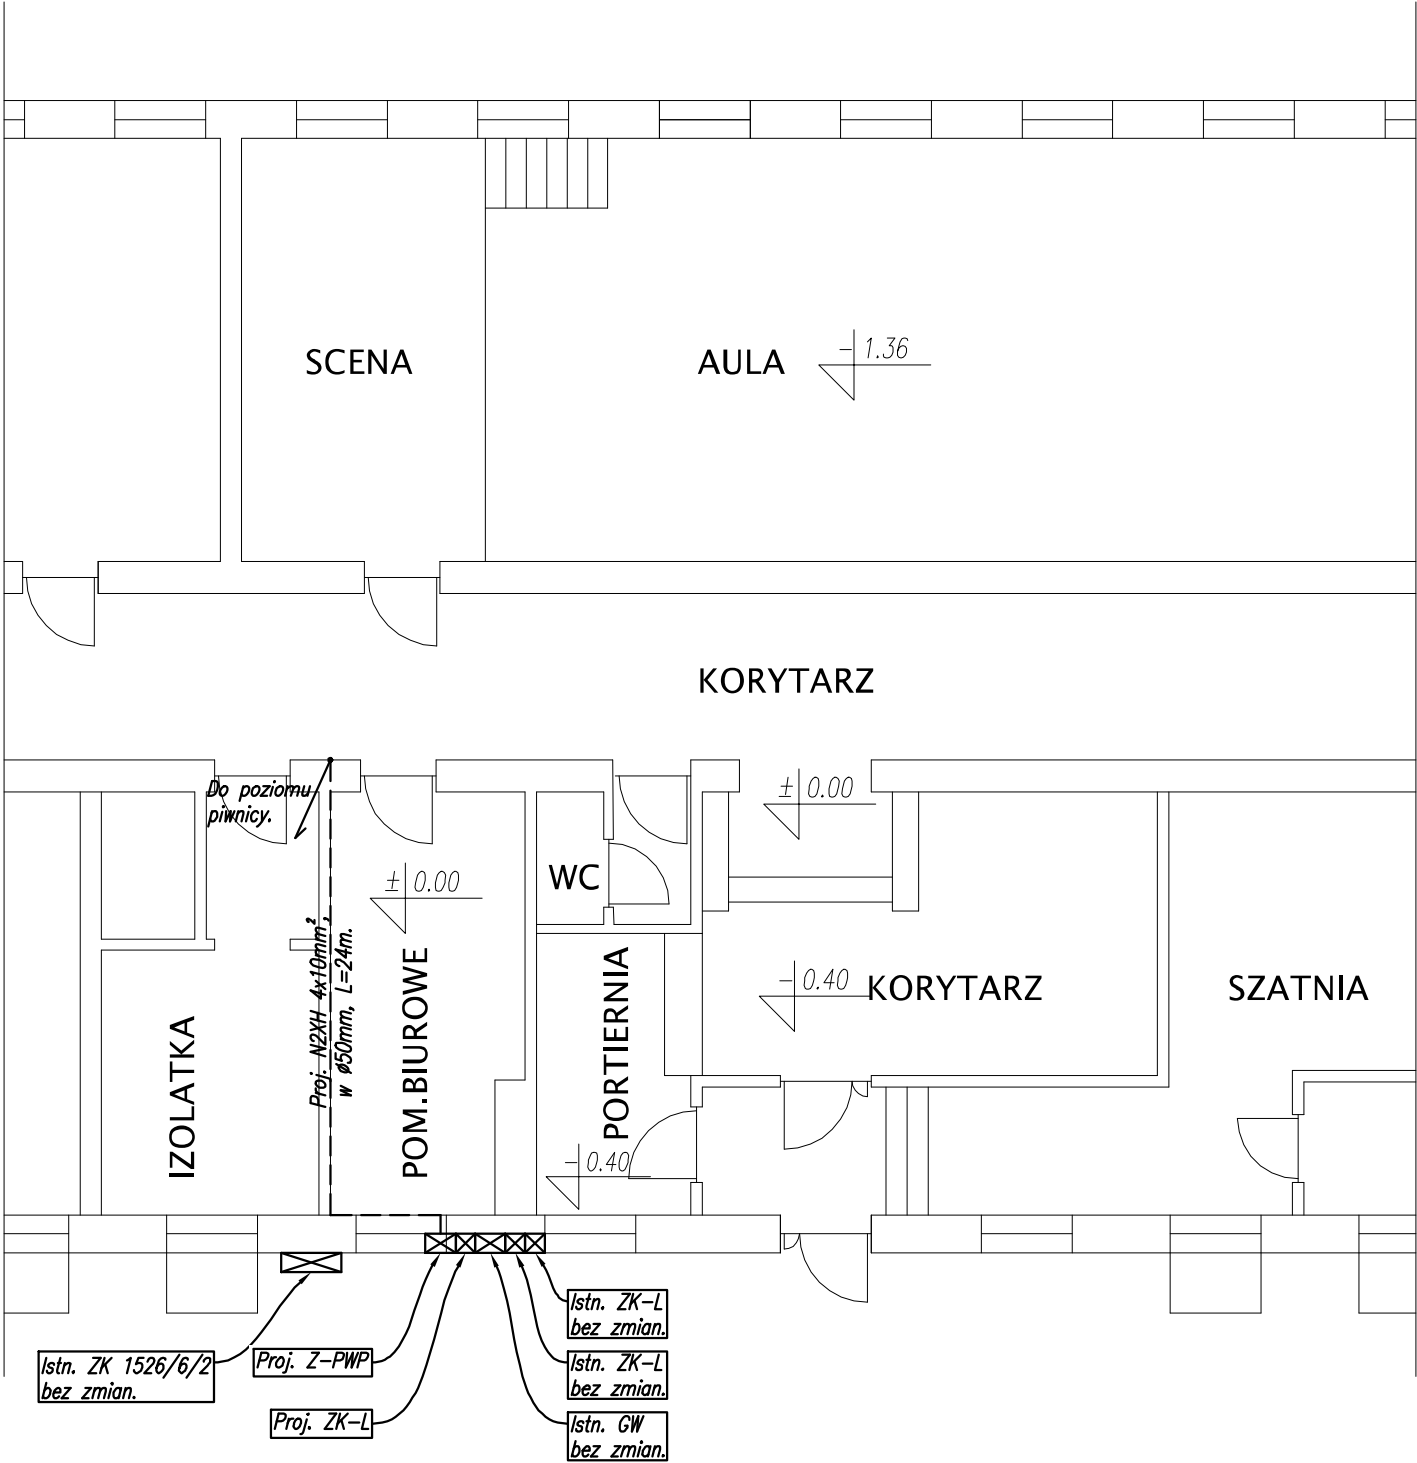 SCENA
AULA
- 1.36
KORYTARZ
Do poziomu
piwnicy.
± 0.00
± 0.00
WC
Proj. N2XH 4x10mm²,
w ø50mm, L=24m.
IZOLATKA
POM.BIUROWE
PORTIERNIA
- 0.40
KORYTARZ
SZATNIA
- 0.40
Istn. ZK-L
bez zmian.
Istn. ZK 1526/6/2
bez zmian.
Proj. Z-PWP
Istn. ZK-L
bez zmian.
Proj. ZK-L
Istn. GW
bez zmian.